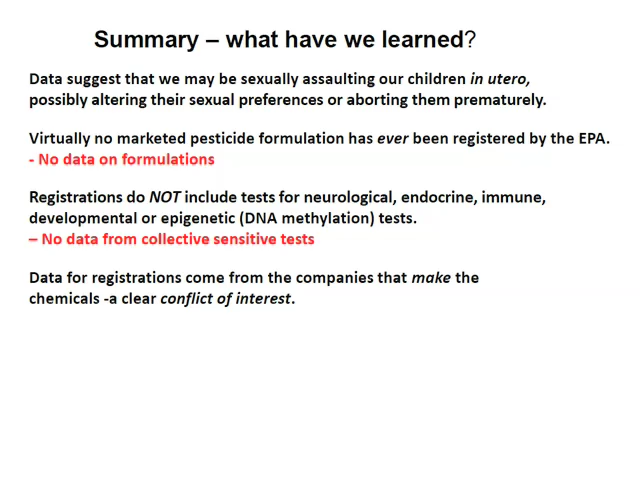 Summary – what have we learned?
Data suggest that we may be sexually assaulting our children in utero,
possibly altering their sexual preferences or aborting them prematurely.
Virtually no marketed pesticide formulation has ever been registered by the EPA.
- No data on formulations
Registrations do NOT include tests for neurological, endocrine, immune,
developmental or epigenetic (DNA methylation) tests.
– No data from collective sensitive tests
Data for registrations come from the companies that make the
chemicals -a clear conflict of interest.